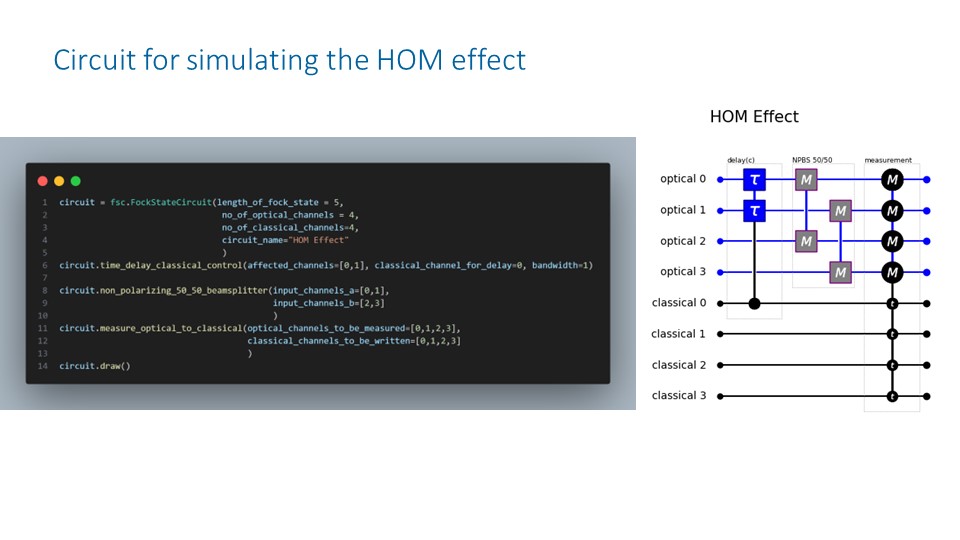 Circuit for simulating the HOM effect
1 circuit = fsc.FockStateCircuit(length_of_fock_state = 5,
2 no_of_optical_channels = 4,
3 no_of_classical_channels=4,
4 circuit_name="HOM Effect"
5 )
6 circuit.time_delay_classical_control(affected_channels=[0,1], classical_channel_for_delay=0, bandwidth=1)
7
8 circuit.non_polarizing_50_50_beamsplitter(input_channels_a=[0,1],
9 input_channels_b=[2,3]
10 )
11 circuit.measure_optical_to_classical(optical_channels_to_be_measured=[0,1,2,3],
12 classical_channels_to_be_written=[0,1,2,3]
13 )
14 circuit.draw()
HOM Effect
delay(c) NPBS 50/50 measurement
optical 0 τ M M
optical 1 τ M M
optical 2 M M
optical 3 M M
classical 0 t
classical 1 t
classical 2 t
classical 3 t